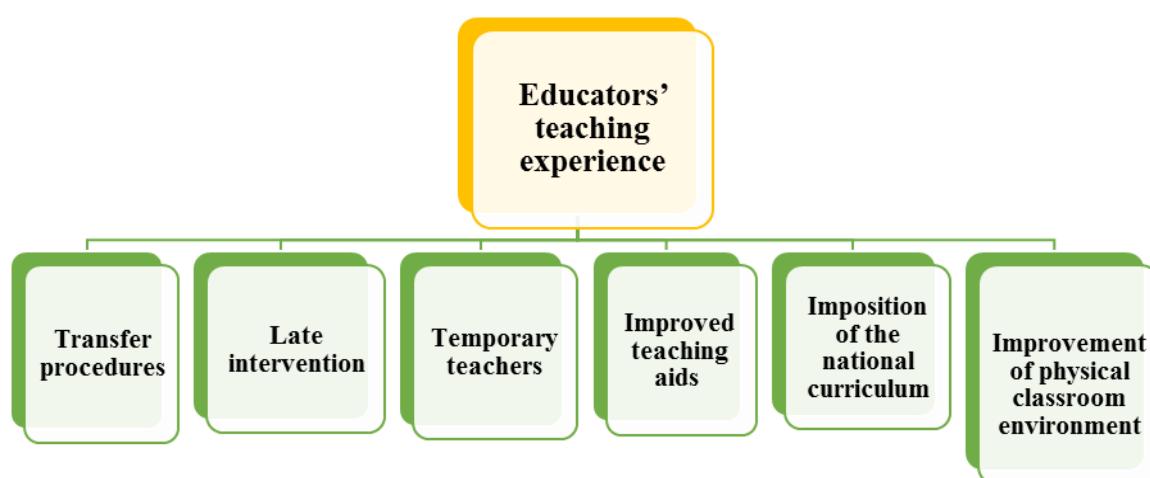 Educators’
teaching
experience
Transfer
procedures
Late
intervention
Temporary
teachers
Improved
teaching
aids
Imposition
of the
national
curriculum
Improvement
of physical
classroom
environment